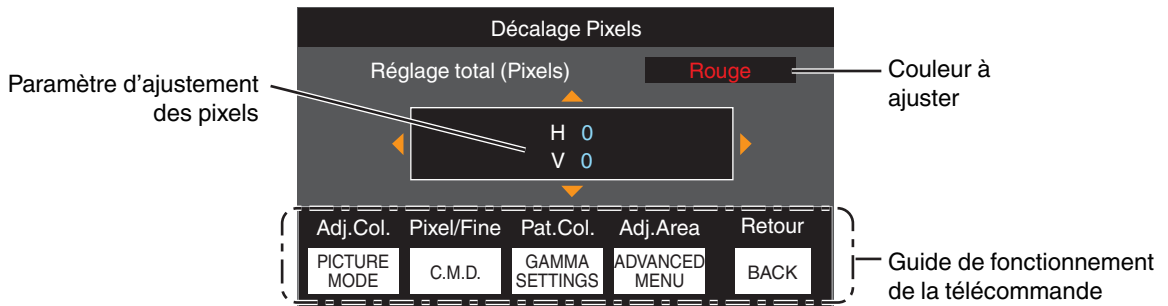 Décalage Pixels
Réglage total (Pixels) Rouge
Couleur à
ajuster
Paramètre d'ajustement
des pixels
H 0
V 0
Adj.Col. Pixel/Fine Pat.Col. Adj.Area Retour
PICTURE
MODE
C.M.D.
GAMMA
SETTINGS
ADVANCED
MENU
BACK
Guide de fonctionnement
de la télécommande